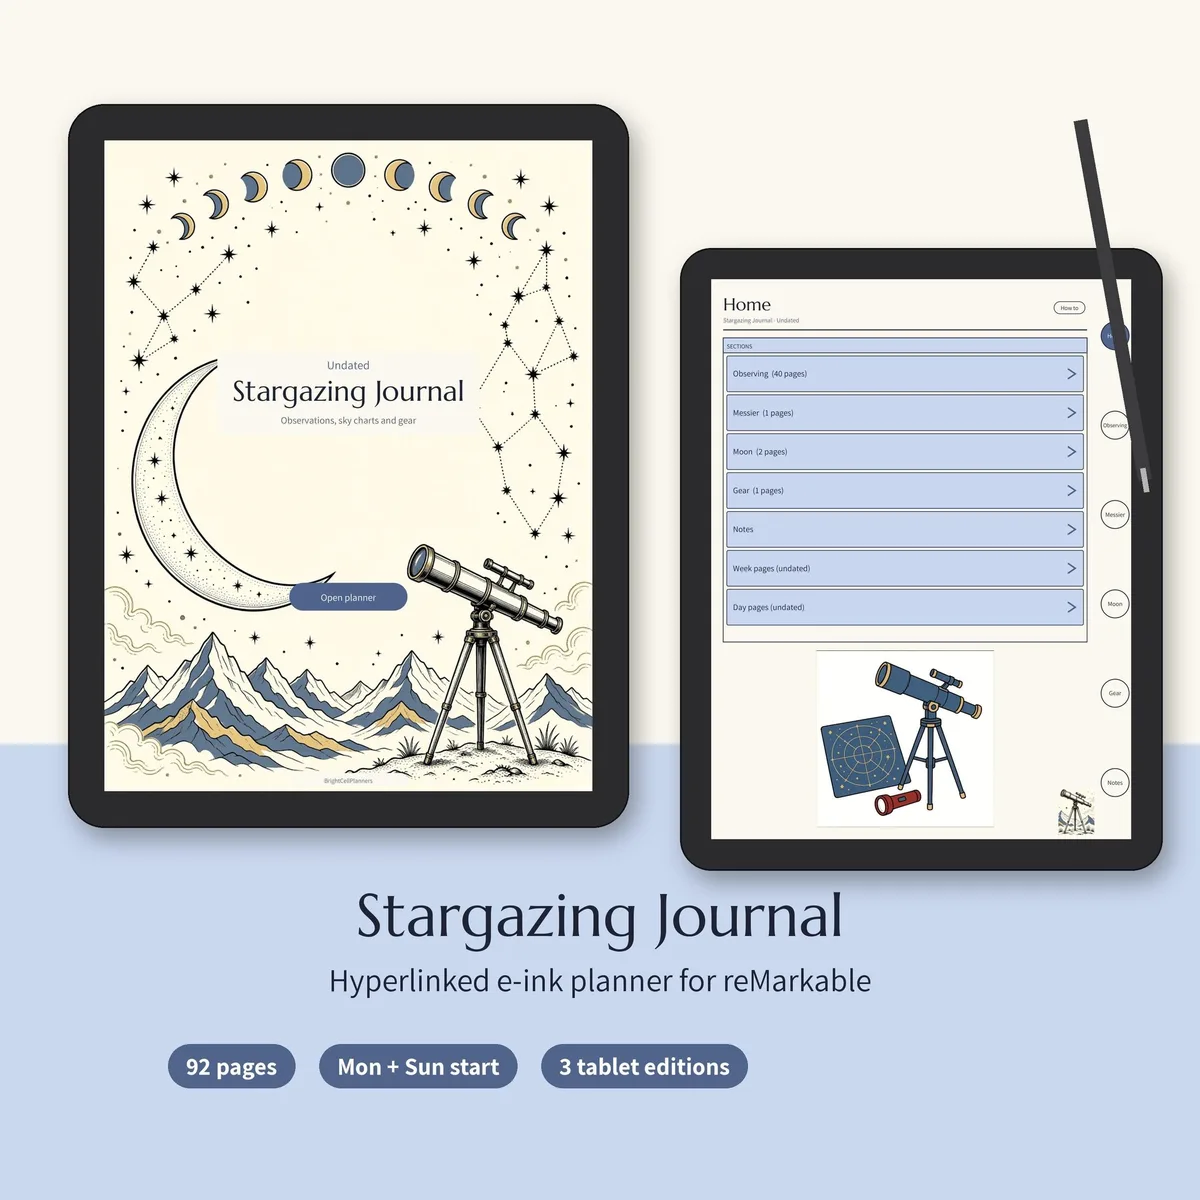 Undated
Stargazing Journal
Observations, sky charts and gear
Open planner
BrightCellPlanners
Home
How to
Stargazing Journal · Undated
SECTIONS
Observing (40 pages)
Messier (1 pages)
Moon (2 pages)
Gear (1 pages)
Notes
Week pages (undated)
Day pages (undated)
Observing
Messier
Moon
Gear
Notes
Stargazing Journal
Hyperlinked e-ink planner for reMarkable
92 pages
Mon + Sun start
3 tablet editions